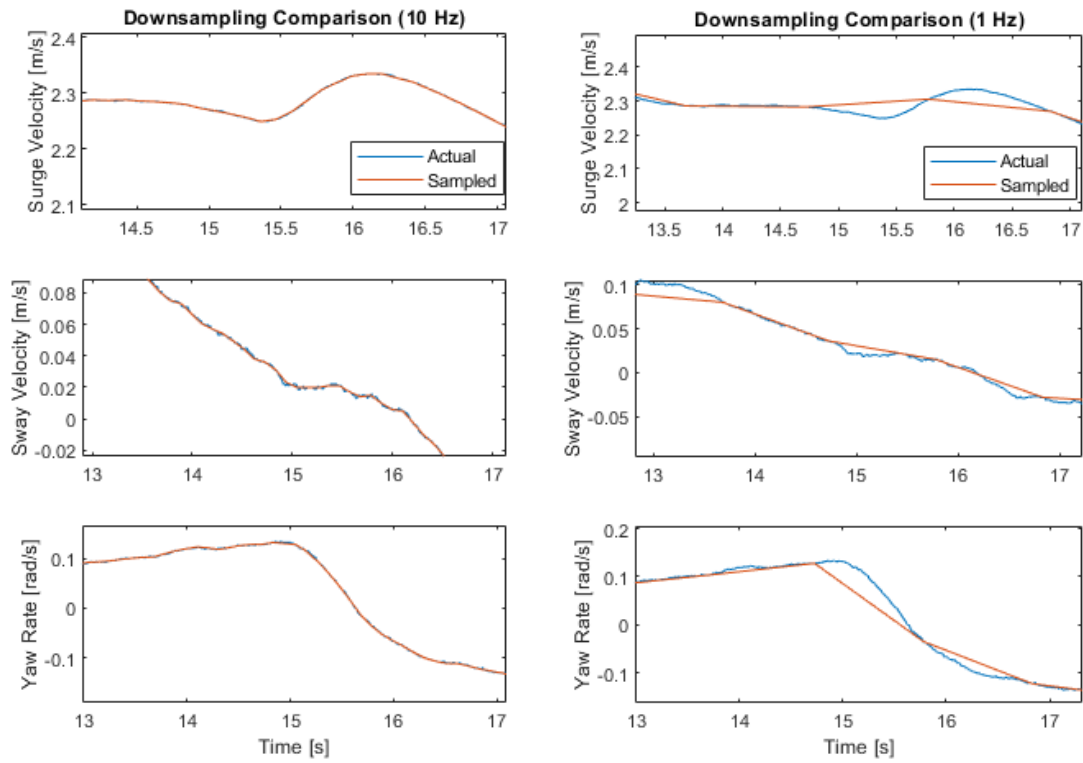 Downsampling Comparison (10 Hz)
Surge Velocity [m/s]
2.4
2.3
2.2
2.1
Actual
Sampled
14.5 15 15.5 16 16.5 17
Sway Velocity [m/s]
0.08
0.06
0.04
0.02
0
-0.02
13 14 15 16 17
Yaw Rate [rad/s]
0.1
0
-0.1
13 14 15 16 17
Time [s]
Downsampling Comparison (1 Hz)
Surge Velocity [m/s]
2.4
2.3
2.2
2.1
2
Actual
Sampled
13.5 14 14.5 15 15.5 16 16.5 17
Sway Velocity [m/s]
0.1
0.05
0
-0.05
13 14 15 16 17
Yaw Rate [rad/s]
0.2
0.1
0
-0.1
13 14 15 16 17
Time [s]